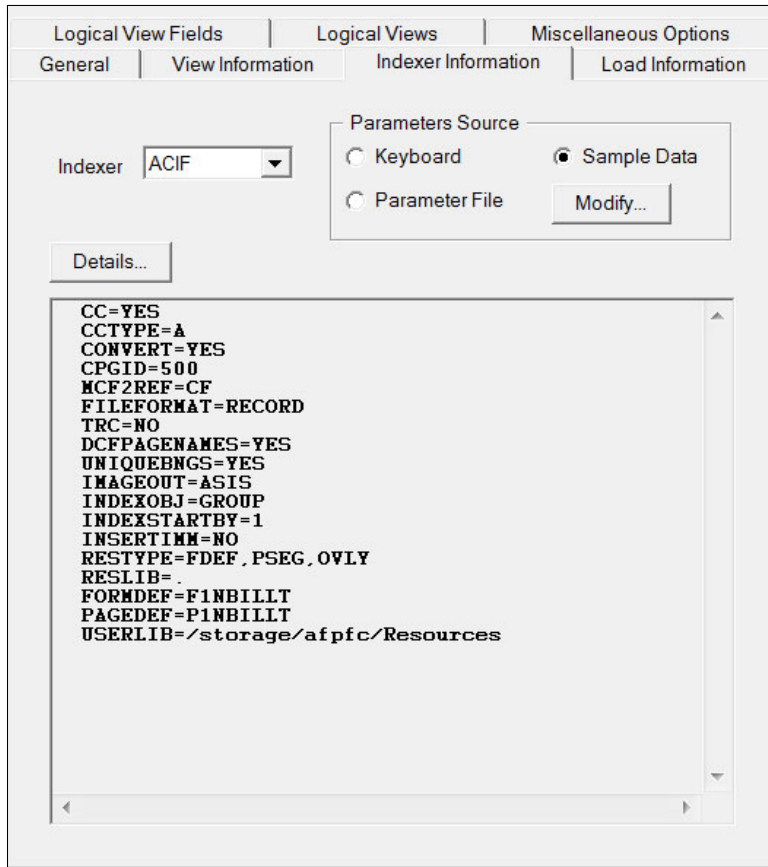 Logical View Fields Logical Views Miscellaneous Options
General View Information Indexer Information Load Information
Parameters Source
Indexer ACIF Keyboard Sample Data
Parameter File Modify...
Details...
CC=YES
CCTYPE=A
CONVERT=YES
CPGID=500
MCF2REF=CF
FILEFORMAT=RECORD
TRC=NO
DCFPAGENAMES=YES
UNIQUEBNGS=YES
IMAGEOUT=ASIS
INDEXOBJ=GROUP
INDEXSTARTBY=1
INSERTIMM=NO
RESTYPE=FDEF,PSEG,OVLY
RESLIB=.
FORMDEF=F1NBILLT
PAGEDEF=P1NBILLT
USERLIB=/storage/afpfc/Resources